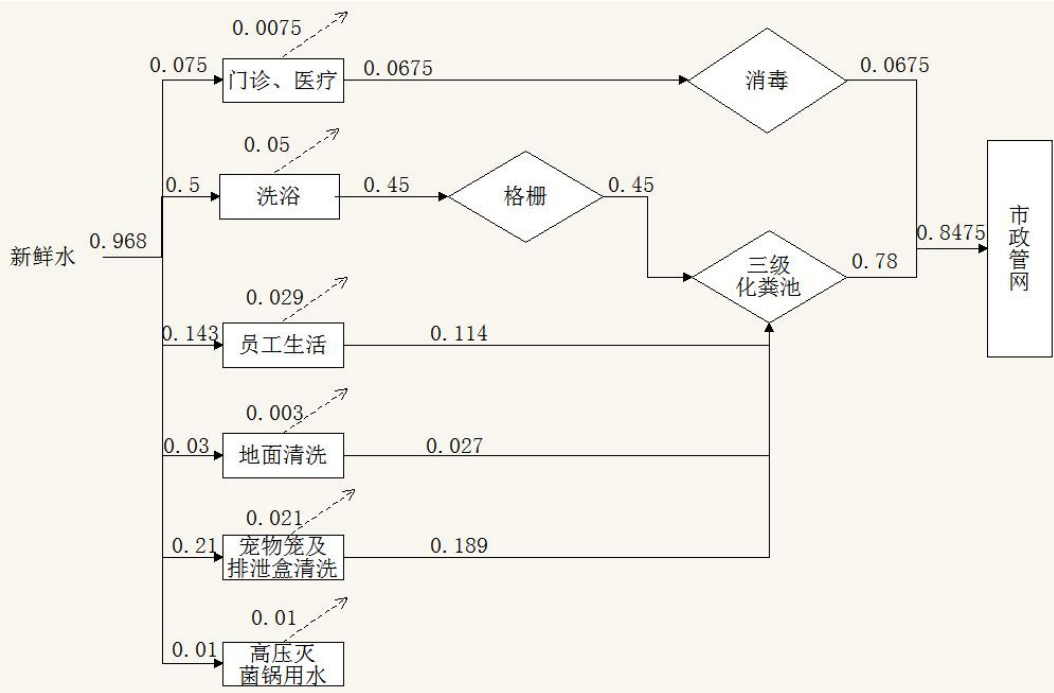 0.0075
0.075
门诊、医疗
0.0675
消毒
0.0675
0.05
0.5
洗浴
0.45
格栅
0.45
新鲜水
0.968
0.8475
市政管网
三级
化粪池
0.78
0.029
0.143
员工生活
0.114
0.003
0.03
地面清洗
0.027
0.021
0.21
宠物笼及
排泄盒清洗
0.189
0.01
0.01
高压灭
菌锅用水